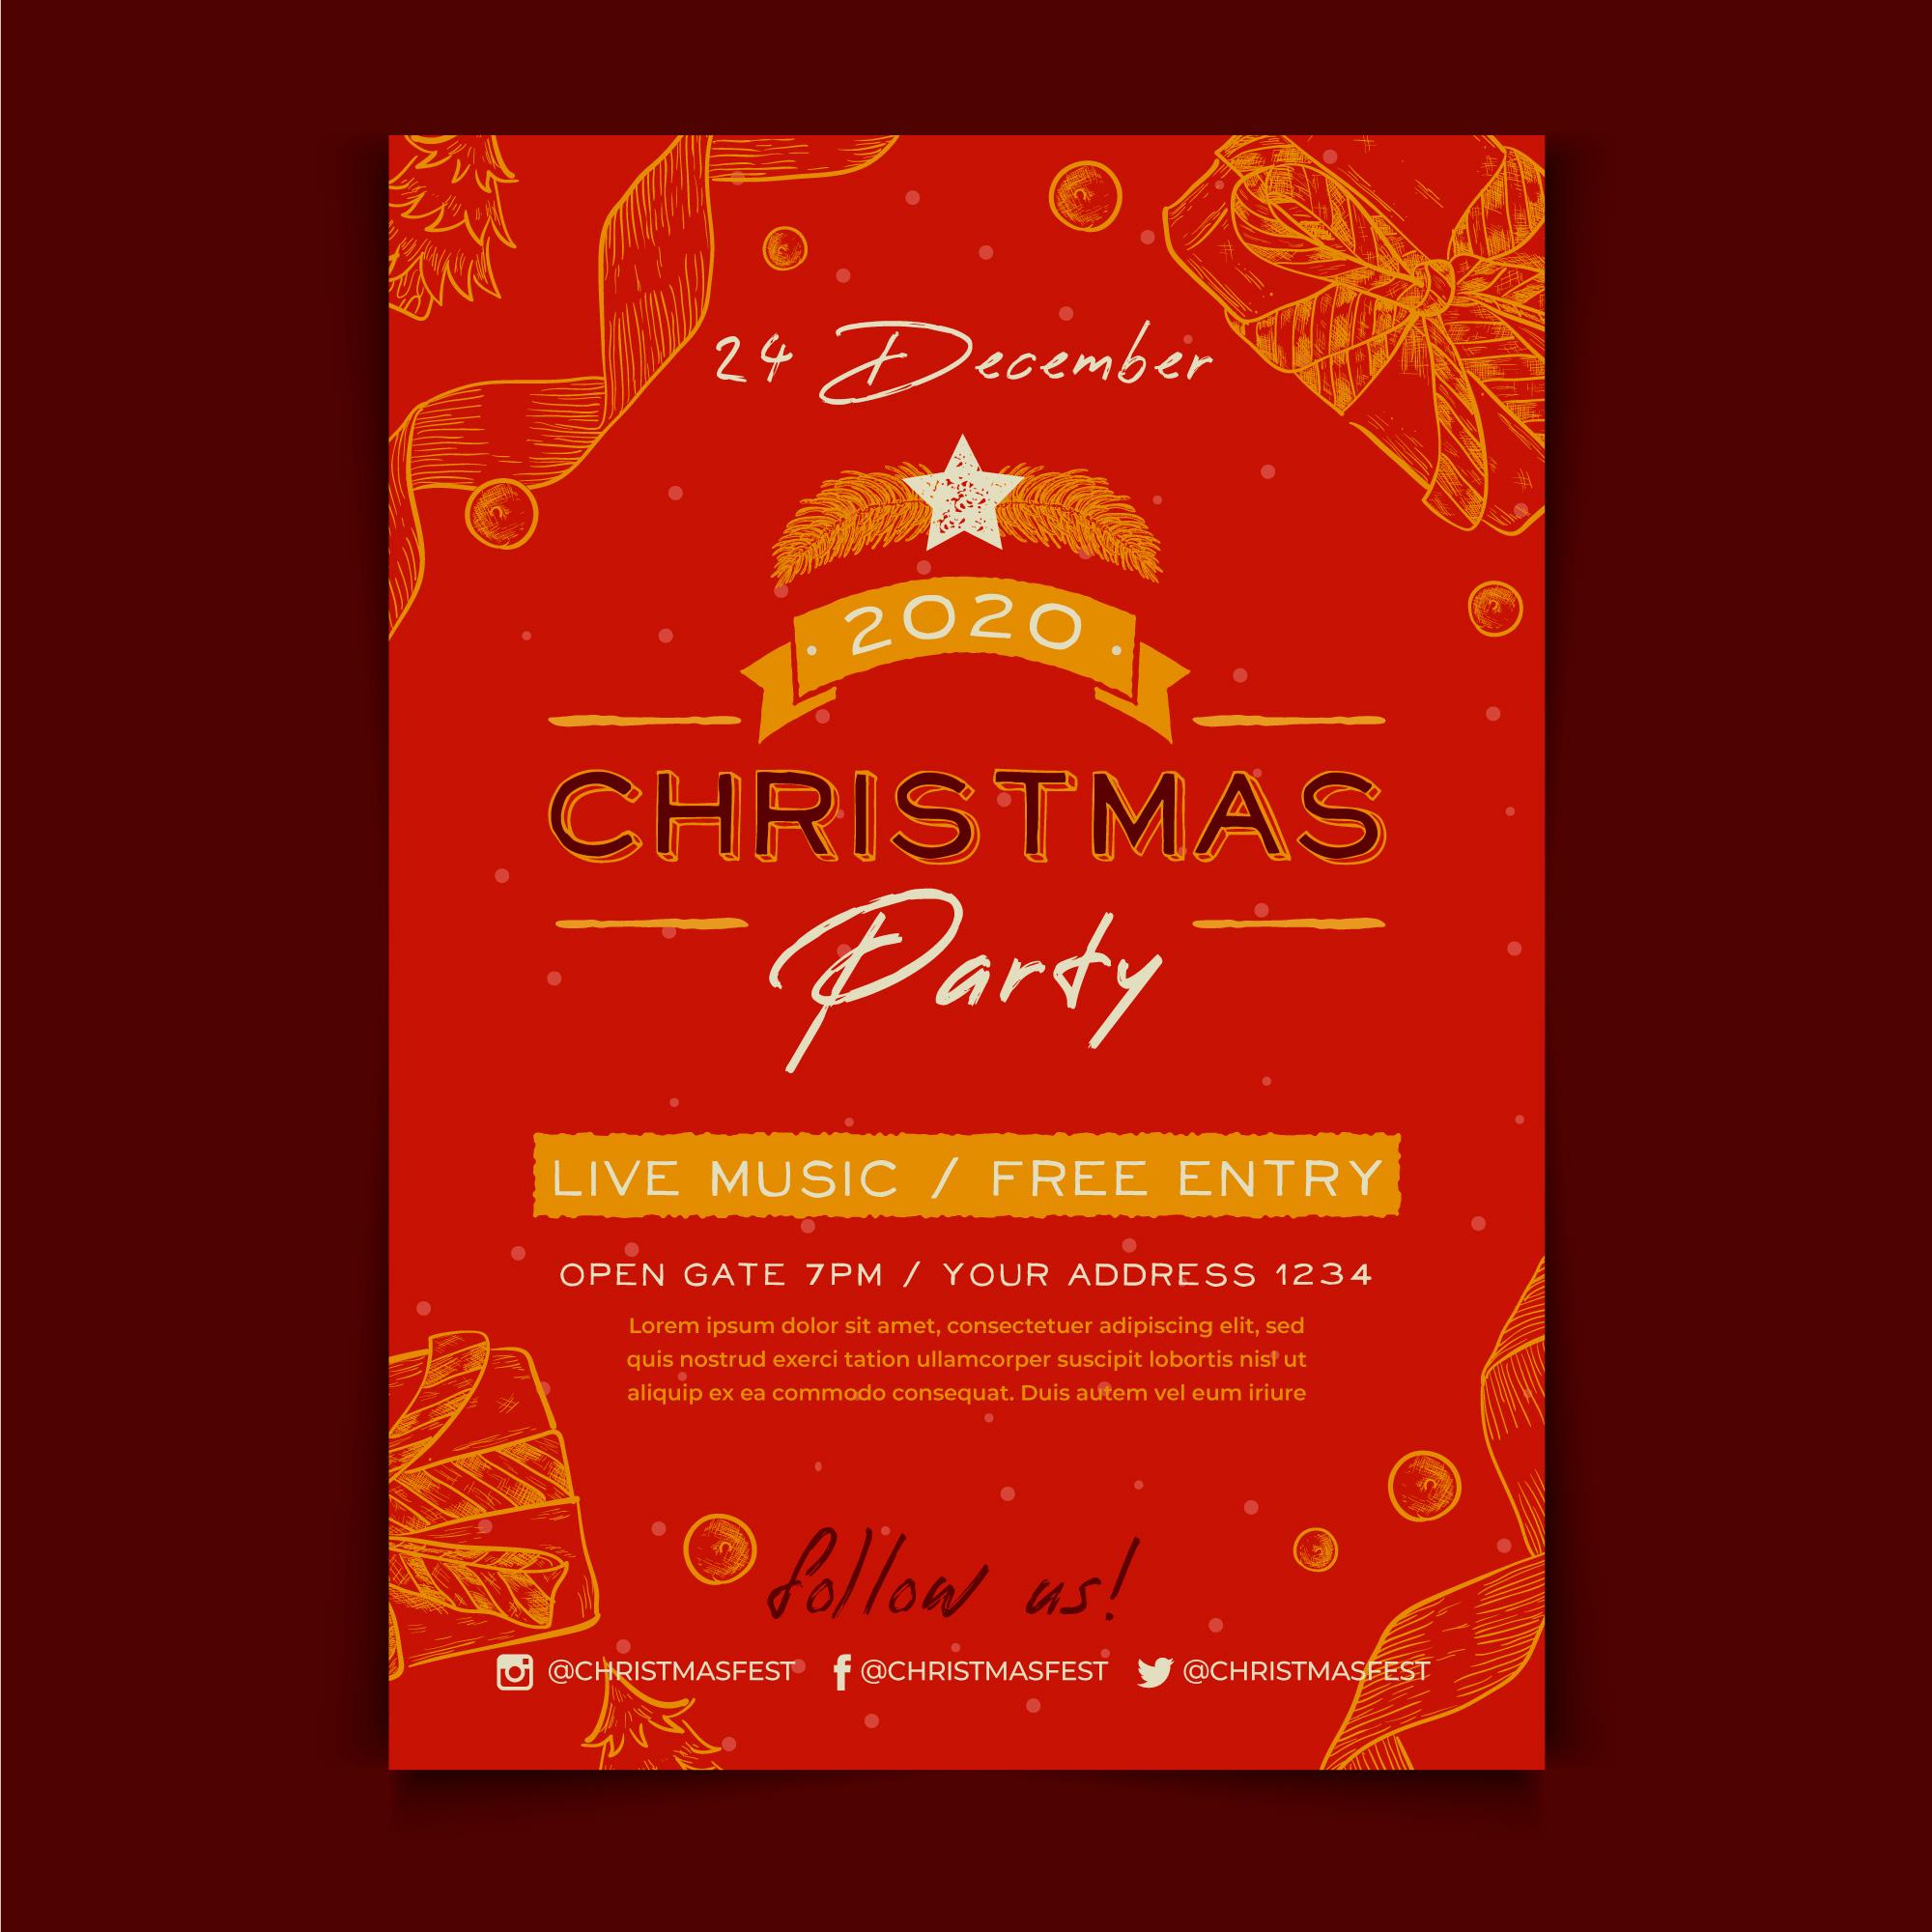 24 December
2020
CHRISTMAS
Party
LIVE MUSIC / FREE ENTRY
OPEN GATE 7PM / YOUR ADDRESS 1234
Lorem ipsum dolor sit amet, consectetuer adipiscing elit, sed
quis nostrud exerci tation ullamcorper suscipit lobortis nisl ut
aliquip ex ea commodo consequat. Duis autem vel eum iriure
follow us!
@CHRISTMASFEST @CHRISTMASFEST @CHRISTMASFEST